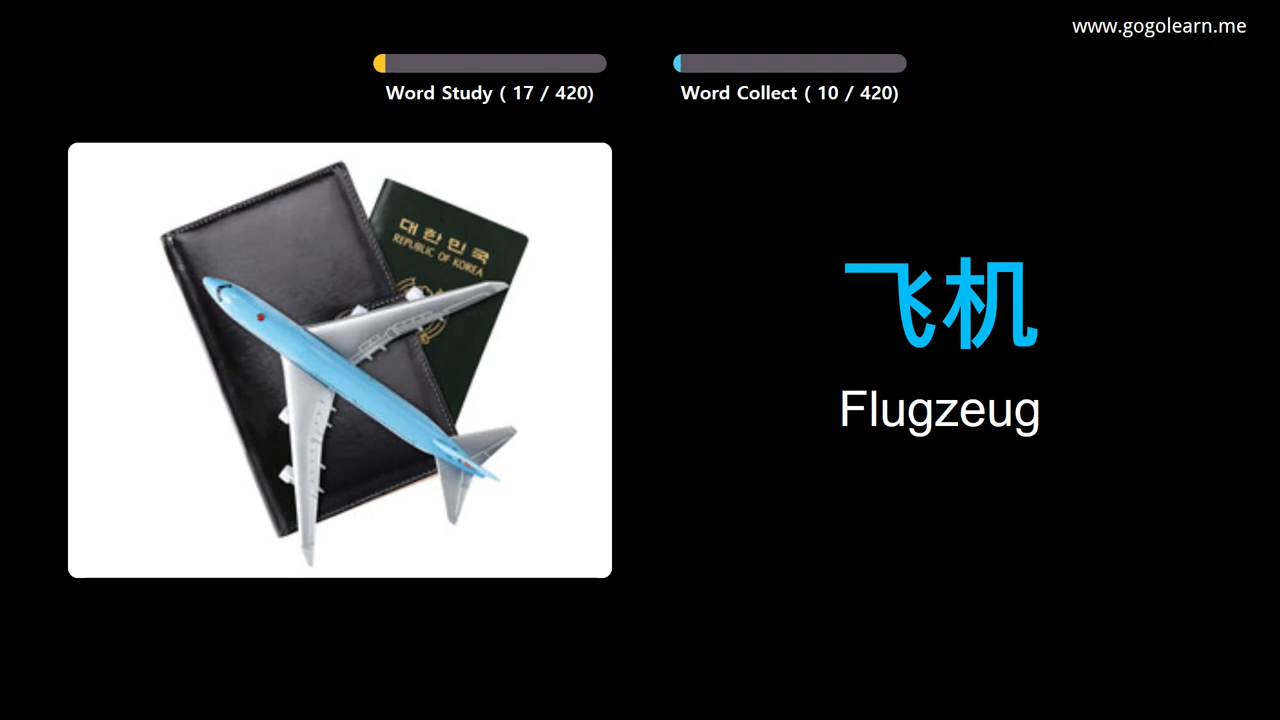 www.gogolearn.me
Word Study ( 17 / 420)
Word Collect ( 10 / 420)
대한민국
REPUBLIC OF KOREA
飞机
Flugzeug